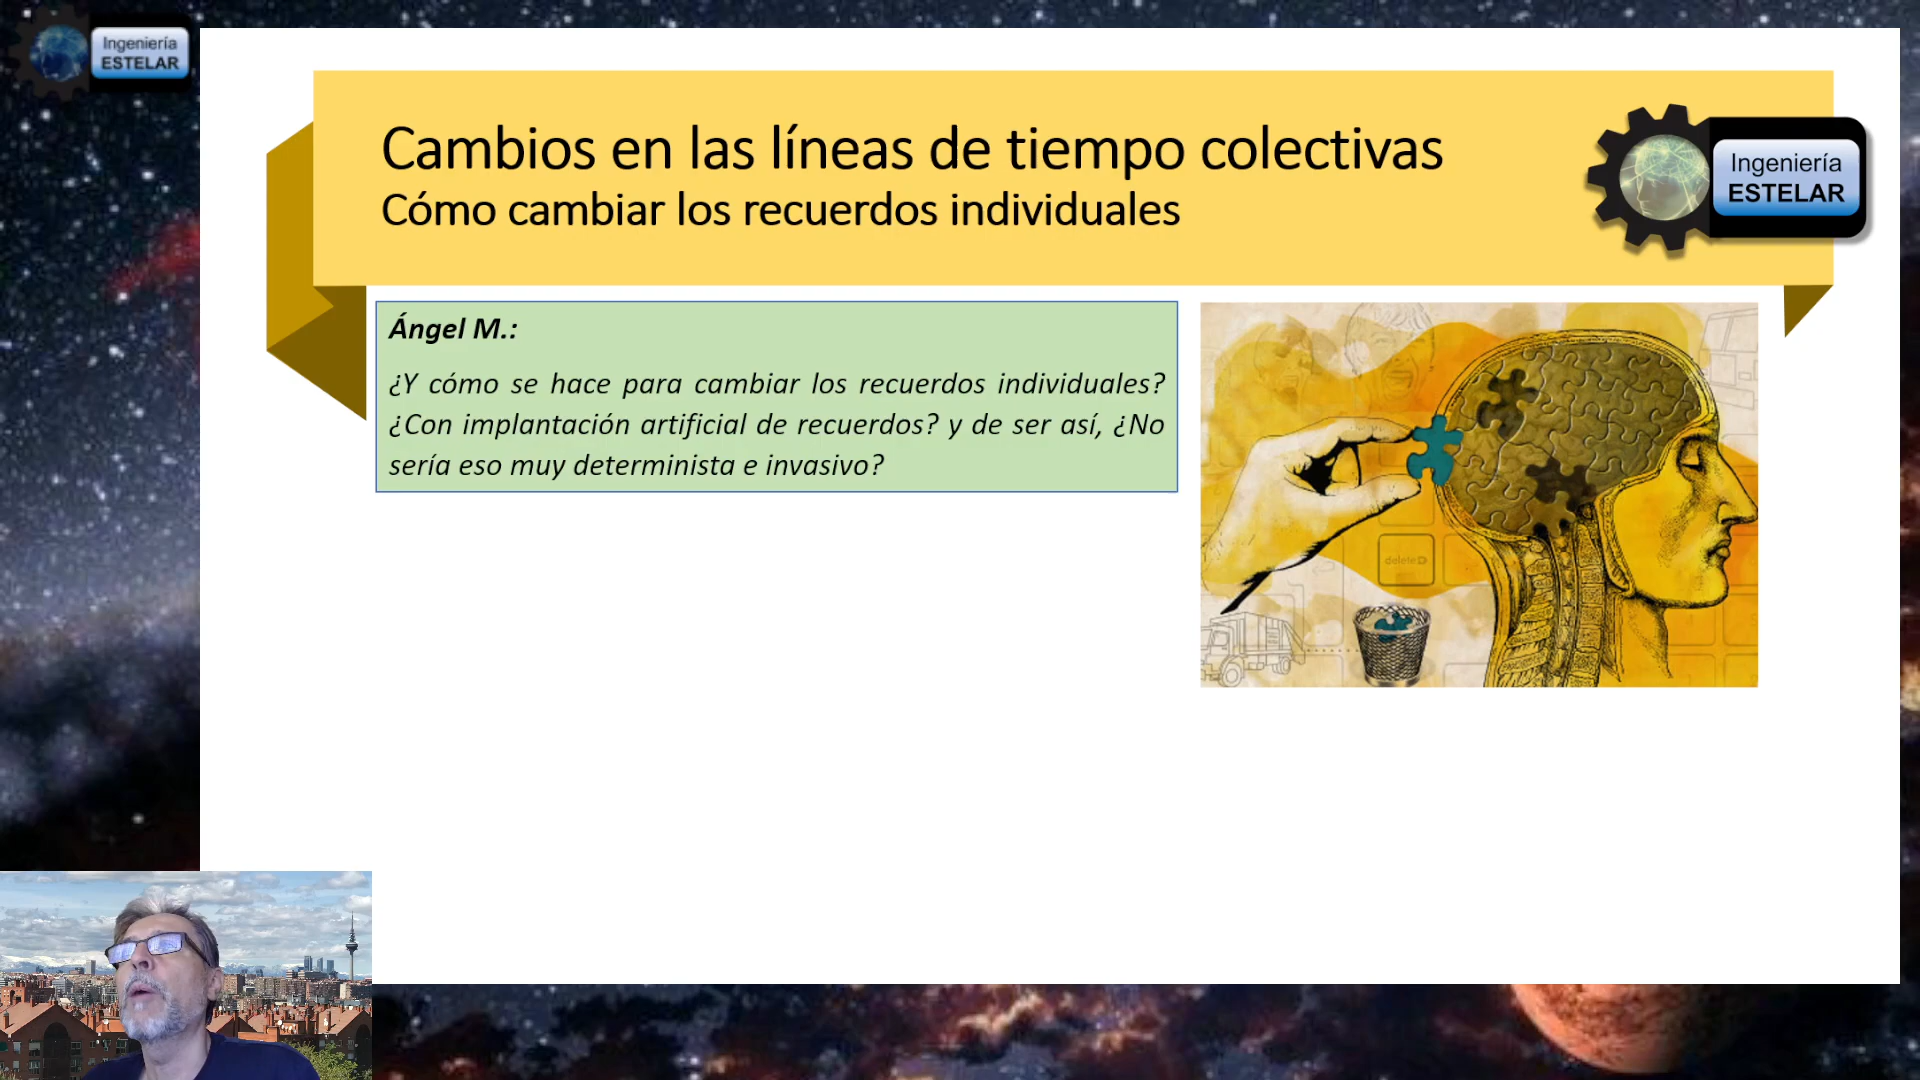 Ingeniería
ESTELAR
Cambios en las líneas de tiempo colectivas
Cómo cambiar los recuerdos individuales
Ingeniería
ESTELAR
Ángel M.:
¿Y cómo se hace para cambiar los recuerdos individuales?
¿Con implantación artificial de recuerdos? y de ser así, ¿No
sería eso muy determinista e invasivo?
delete